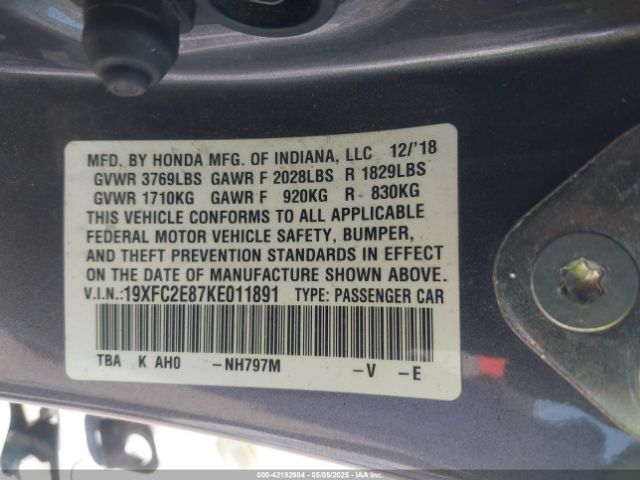 MFD. BY HONDA MFG. OF INDIANA, LLC 12/'18
GVWR 3769LBS GAWR F 2028LBS R 1829LBS
GVWR 1710KG GAWR F 920KG R- 830KG
THIS VEHICLE CONFORMS TO ALL APPLICABLE
FEDERAL MOTOR VEHICLE SAFETY, BUMPER,
AND THEFT PREVENTION STANDARDS IN EFFECT
ON THE DATE OF MANUFACTURE SHOWN ABOVE.
V.I.N.:19XFC2E87KE011891 TYPE: PASSENGER CAR
TBA K AH0 -NH797M -V -E
000-42192984 - 05/05/2025 - IAAI.COM